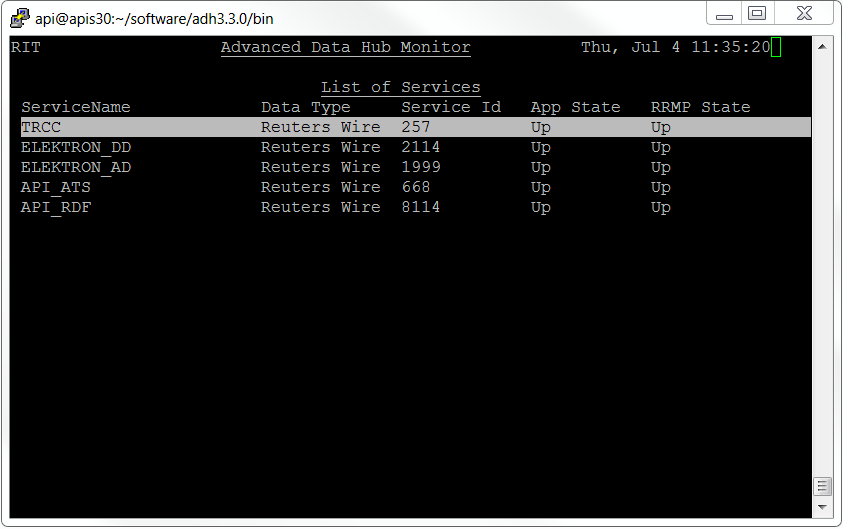 api@apis30:~/software/adh3.3.0/bin
RIT Advanced Data Hub Monitor Thu, Jul 4 11:35:20
List of Services
ServiceName Data Type Service Id App State RRMP State
TRCC Reuters Wire 257 Up Up
ELEKTRON_DD Reuters Wire 2114 Up Up
ELEKTRON_AD Reuters Wire 1999 Up Up
API_ATS Reuters Wire 668 Up Up
API_RDF Reuters Wire 8114 Up Up